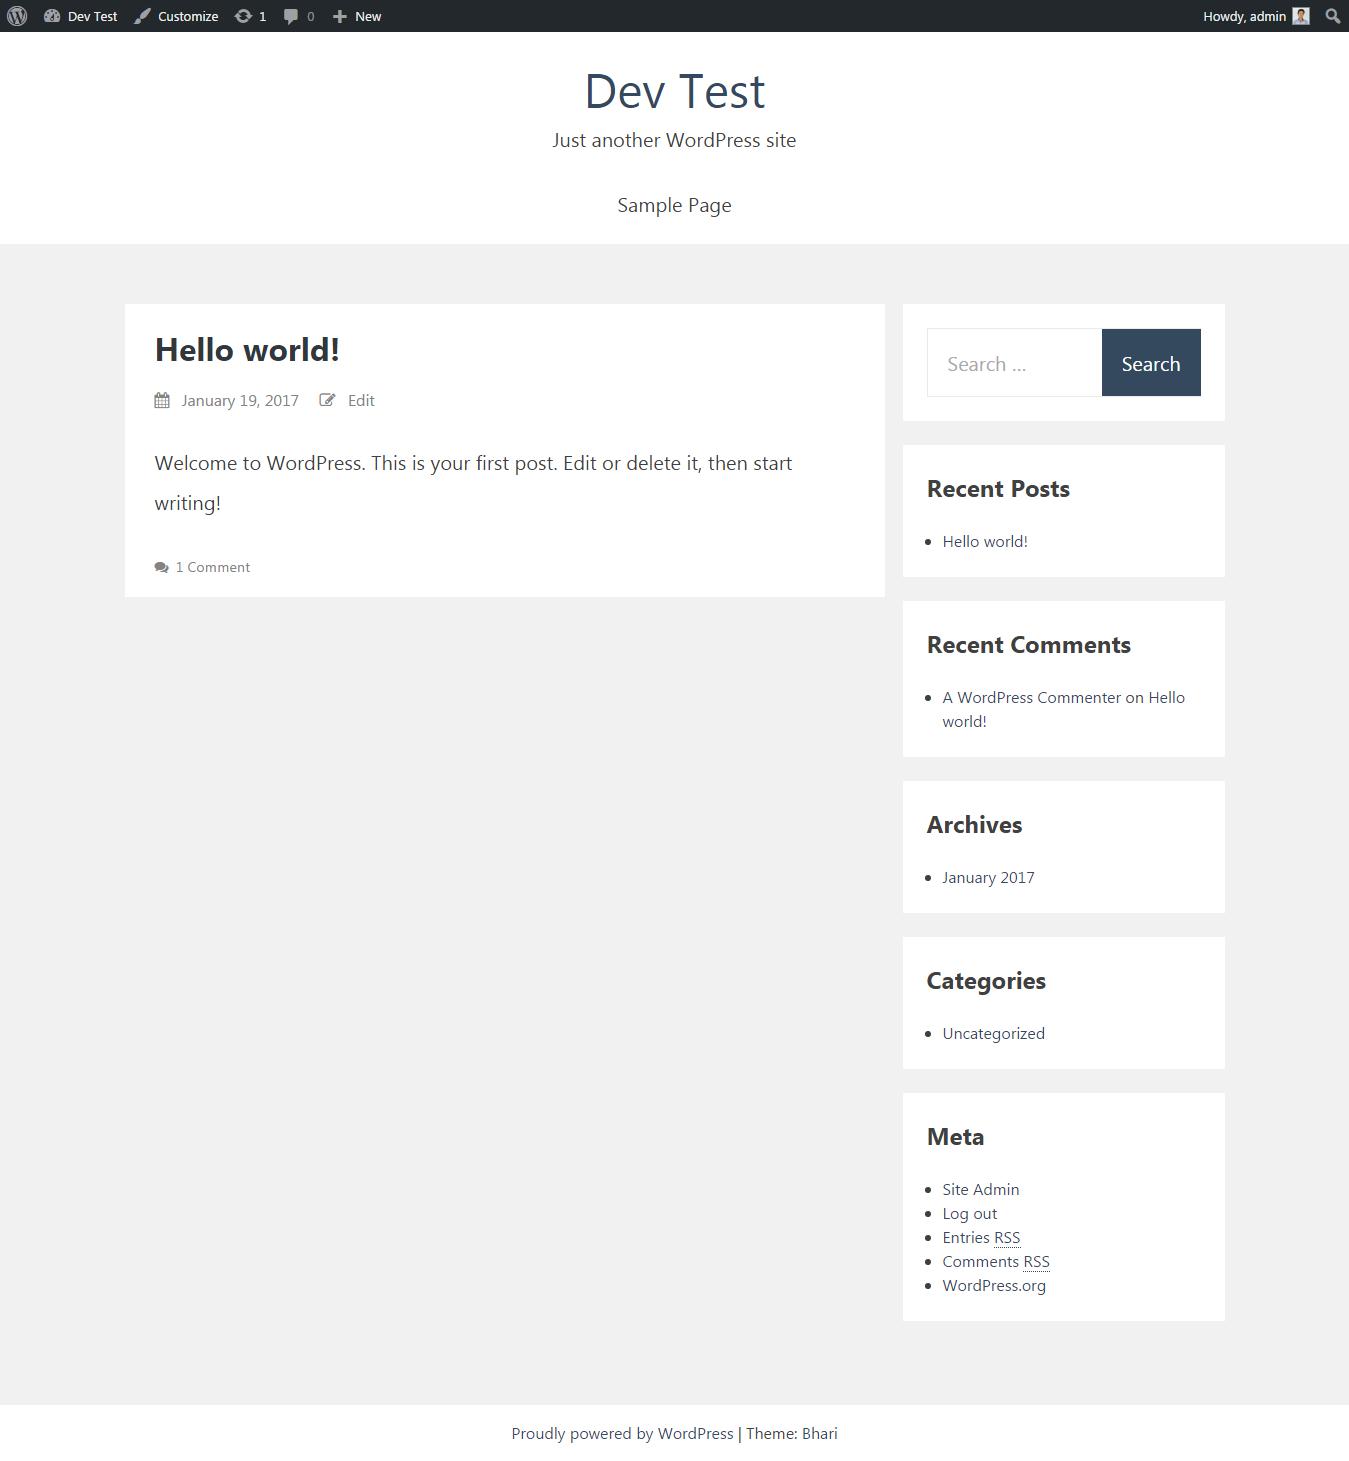 Dev Test Customize 1 0 New Howdy, admin
Dev Test
Just another WordPress site
Sample Page
Hello world!
January 19, 2017 Edit
Welcome to WordPress. This is your first post. Edit or delete it, then start
writing!
1 Comment
Search ... Search
Recent Posts
Hello world!
Recent Comments
A WordPress Commenter on Hello
world!
Archives
January 2017
Categories
Uncategorized
Meta
Site Admin
Log out
Entries RSS
Comments RSS
WordPress.org
Proudly powered by WordPress | Theme: Bhari